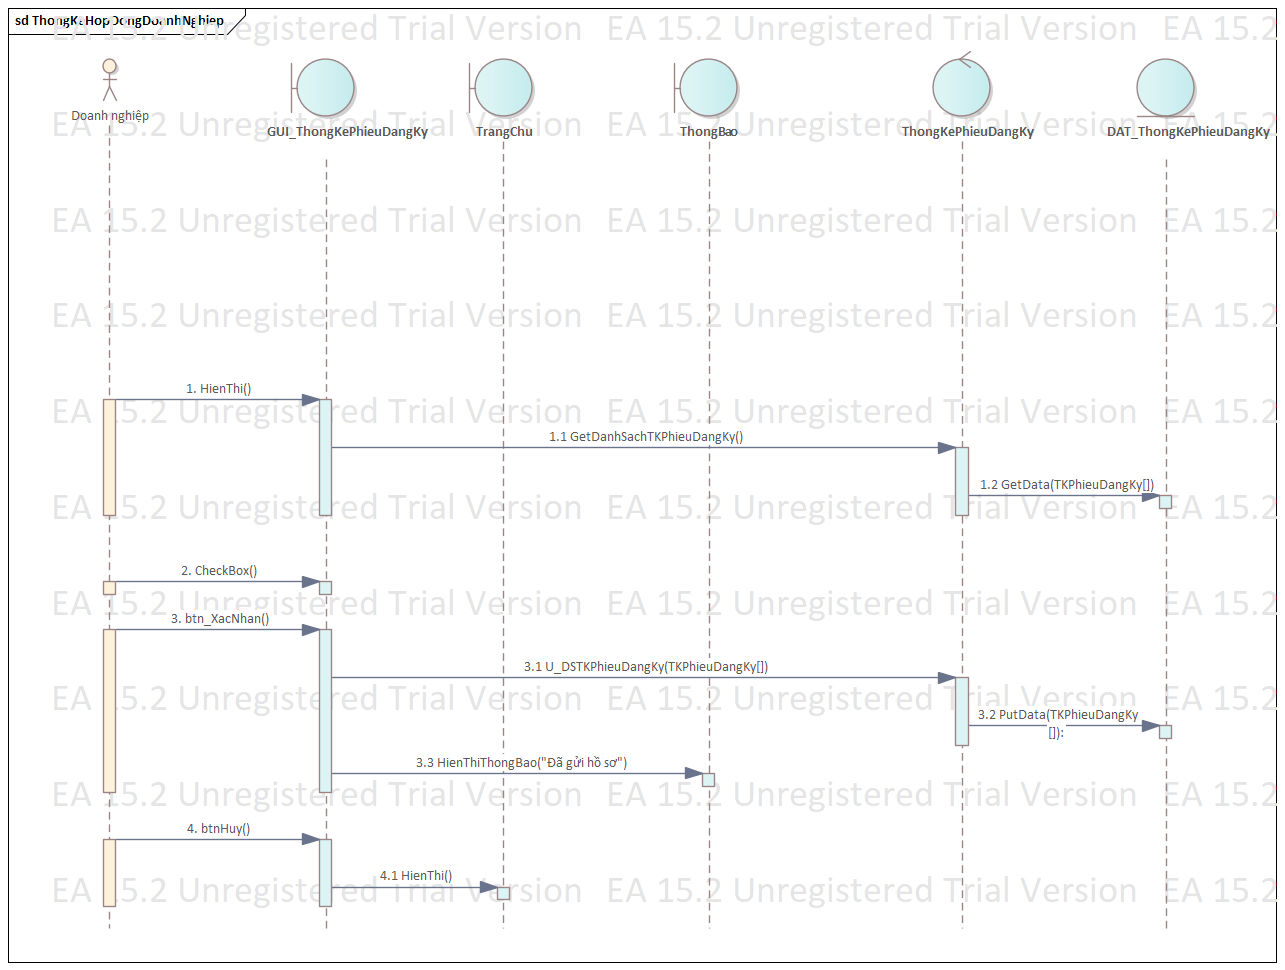 sd ThongKeHopDongDoanhNghiep
Doanh nghiệp
GUI_ThongKePhieuDangKy
TrangChu
ThongBao
ThongKePhieuDangKy
DAT_ThongKePhieuDangKy
EA 15.2 Unregistered Trial Version EA 15.2 Unregistered Trial Version EA 15.2
EA 15.2 Unregistered Trial Version EA 15.2 Unregistered Trial Version EA 15.2
EA 15.2 Unregistered Trial Version EA 15.2 Unregistered Trial Version EA 15.2
EA 15.2 Unregistered Trial Version EA 15.2 Unregistered Trial Version EA 15.2
1. HienThi()
EA 15.2 Unregistered Trial Version EA 15.2 Unregistered Trial Version EA 15.2
1.1 GetDanhSachTKPhieuDangKy()
1.2 GetData(TKPhieuDangKy[])
EA 15.2 Unregistered Trial Version EA 15.2 Unregistered Trial Version EA 15.2
2. CheckBox()
EA 15.2 Unregistered Trial Version EA 15.2 Unregistered Trial Version EA 15.2
3. btn_XacNhan()
3.1 U_DSTKPhieuDangKy(TKPhieuDangKy[])
EA 15.2 Unregistered Trial Version EA 15.2 Unregistered Trial Version EA 15.2
3.2 PutData(TKPhieuDangKy
[]):
3.3 HienThiThongBao("Đã gửi hồ sơ")
EA 15.2 Unregistered Trial Version EA 15.2 Unregistered Trial Version EA 15.2
4. btnHuy()
4.1 HienThi()
EA 15.2 Unregistered Trial Version EA 15.2 Unregistered Trial Version EA 15.2